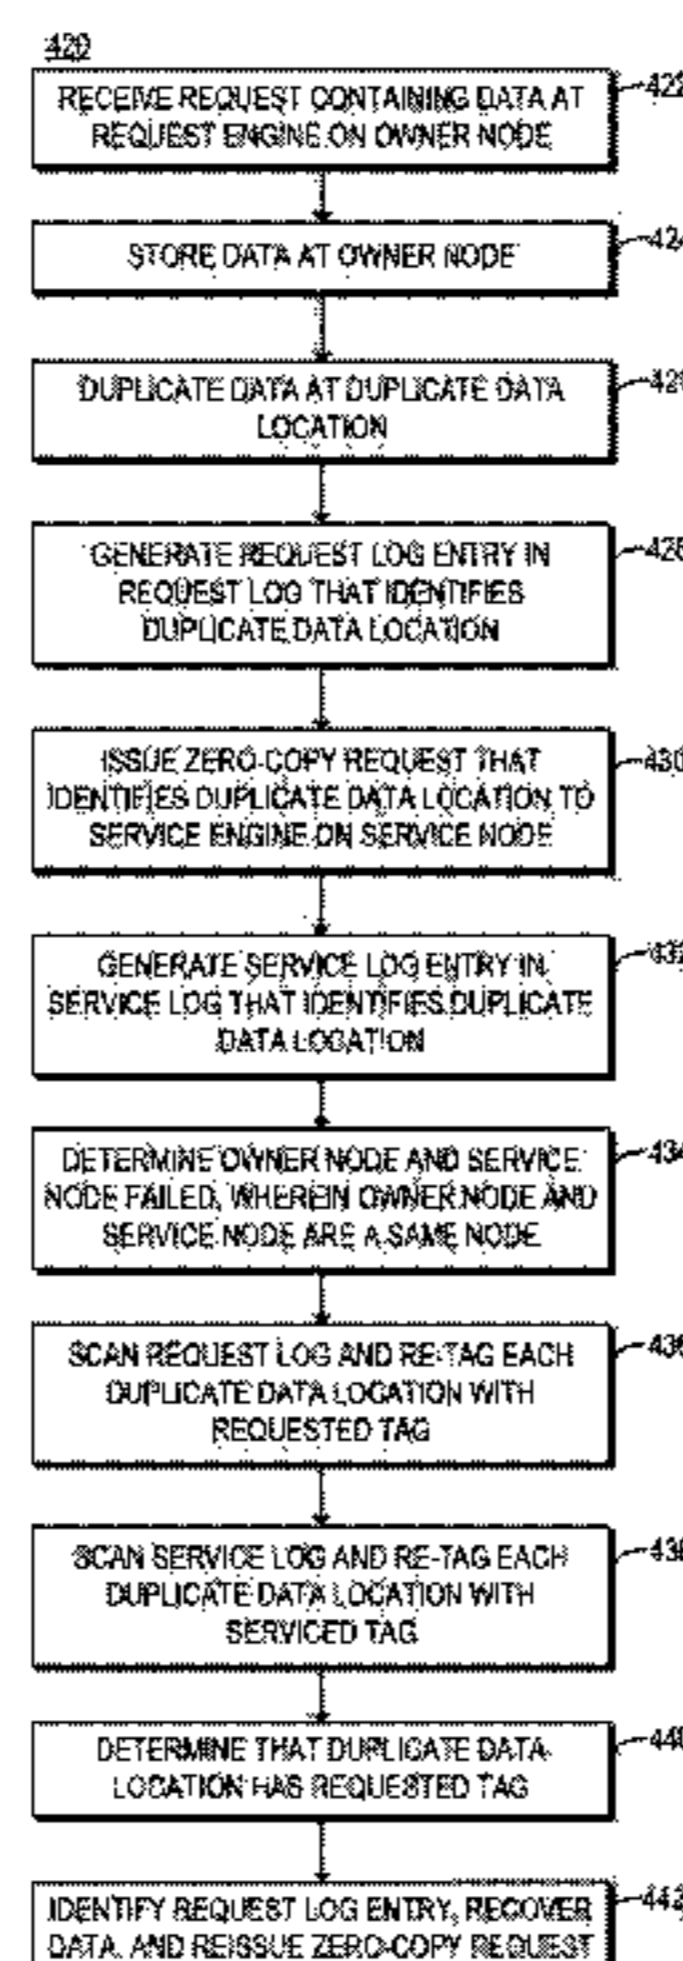 420
RECEIVE REQUEST CONTAINING DATA AT
REQUEST ENGINE ON OWNER NODE
422
STORE DATA AT OWNER NODE
424
DUPLICATE DATA AT DUPLICATE DATA
LOCATION
GENERATE REQUEST LOG ENTRY IN
REQUEST LOG THAT IDENTIFIES
DUPLICATE DATA LOCATION
ISSUE ZERO-COPY REQUEST THAT
IDENTIFIES DUPLICATE DATA LOCATION TO
SERVICE ENGINE ON SERVICE NODE
430
GENERATE SERVICE LOG ENTRY IN
SERVICE LOG THAT IDENTIFIES DUPLICATE
DATA LOCATION
432
DETERMINE OWNER NODE AND SERVICE
NODE FAILED, WHEREIN OWNER NODE AND
SERVICE NODE ARE A SAME NODE
434
SCAN REQUEST LOG AND RE-TAG EACH
DUPLICATE DATA LOCATION WITH
REQUESTED TAG
436
SCAN SERVICE LOG AND RE-TAG EACH
DUPLICATE DATA LOCATION WITH
SERVICED TAG
438
DETERMINE THAT DUPLICATE DATA
LOCATION HAS REQUESTED TAG
440
IDENTIFY REQUEST LOG ENTRY, RECOVER
DATA, AND REISSUE ZERO-COPY REQUEST
442